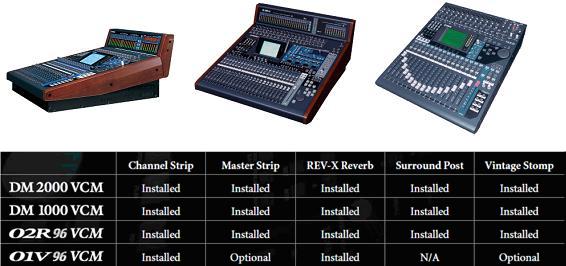 Channel Strip Master Strip REV-X Reverb Surround Post Vintage Stomp
DM 2000 VCM Installed Installed Installed Installed Installed
DM 1000 VCM Installed Installed Installed Installed Installed
02R 96 VCM Installed Installed Installed Installed Installed
01V 96 VCM Installed Optional Installed N/A Optional